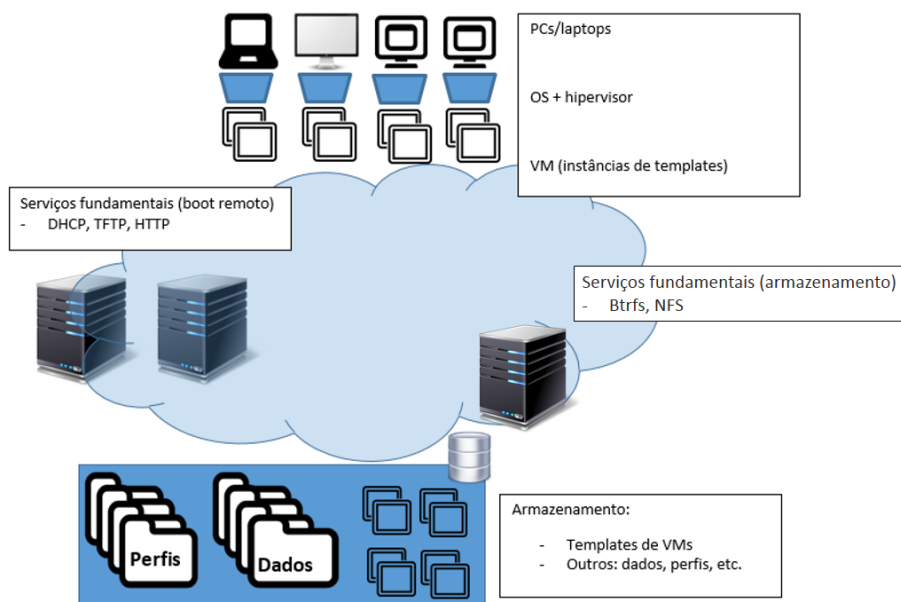 PCs/laptops
OS + hipervisor
VM (instâncias de templates)
Serviços fundamentais (boot remoto)
- DHCP, TFTP, HTTP
Serviços fundamentais (armazenamento)
- Btrfs, NFS
Perfis
Dados
Armazenamento:
- Templates de VMs
- Outros: dados, perfis, etc.